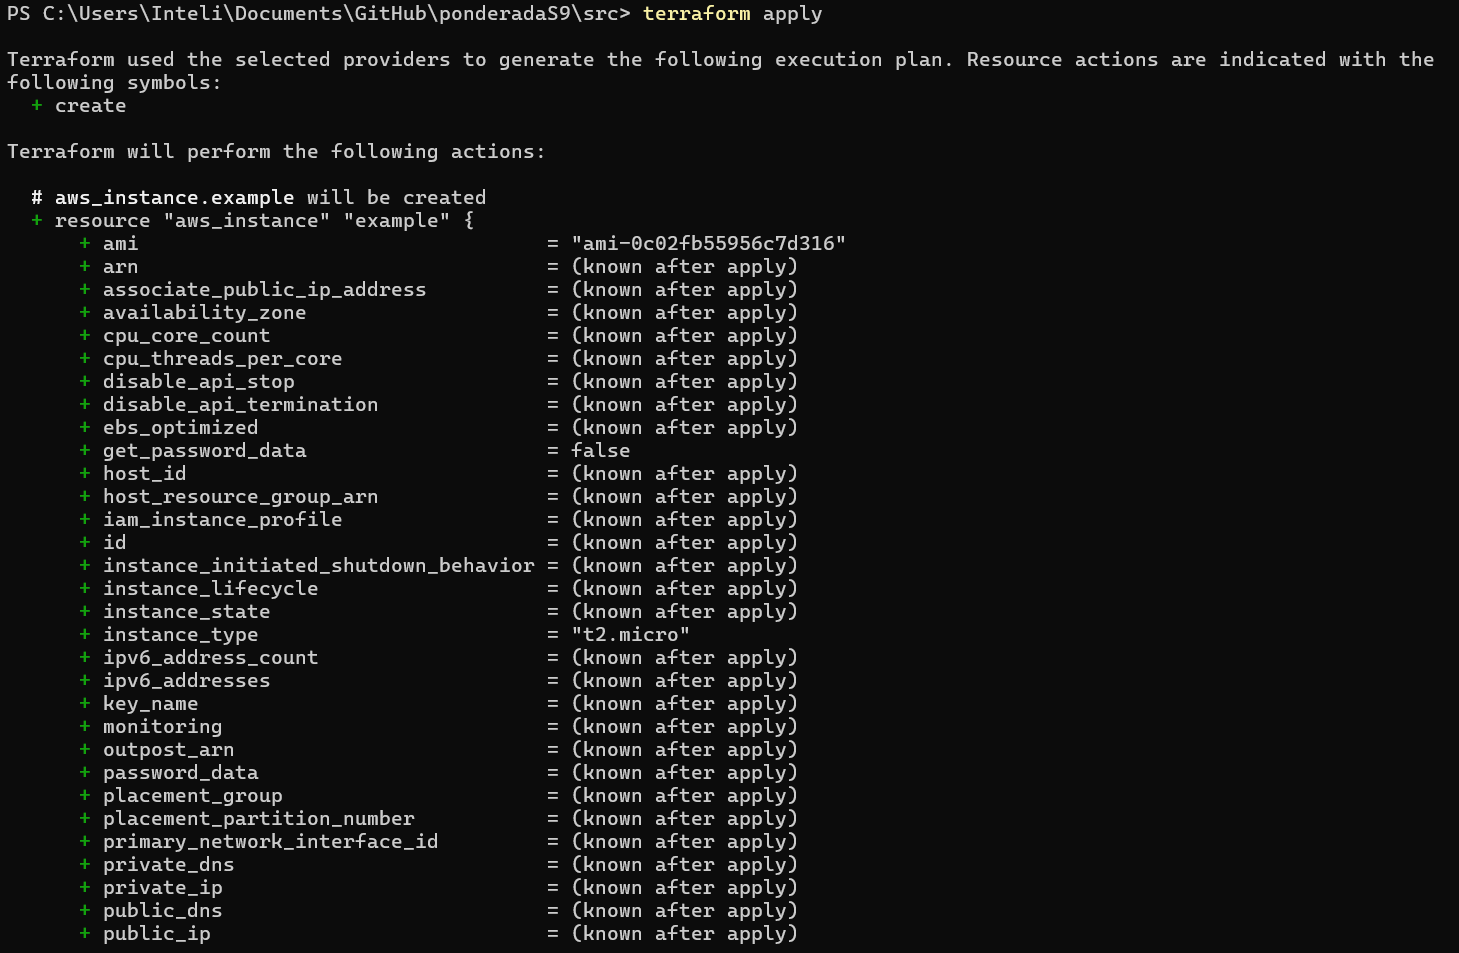 PS C:\Users\Inteli\Documents\GitHub\ponderadaS9\src> terraform apply
Terraform used the selected providers to generate the following execution plan. Resource actions are indicated with the
following symbols:
  + create
Terraform will perform the following actions:
  # aws_instance.example will be created
  + resource "aws_instance" "example" {
      + ami                                  = "ami-0c02fb55956c7d316"
      + arn                                  = (known after apply)
      + associate_public_ip_address          = (known after apply)
      + availability_zone                    = (known after apply)
      + cpu_core_count                       = (known after apply)
      + cpu_threads_per_core                 = (known after apply)
      + disable_api_stop                     = (known after apply)
      + disable_api_termination              = (known after apply)
      + ebs_optimized                        = (known after apply)
      + get_password_data                    = false
      + host_id                              = (known after apply)
      + host_resource_group_arn              = (known after apply)
      + iam_instance_profile                 = (known after apply)
      + id                                   = (known after apply)
      + instance_initiated_shutdown_behavior = (known after apply)
      + instance_lifecycle                   = (known after apply)
      + instance_state                       = (known after apply)
      + instance_type                        = "t2.micro"
      + ipv6_address_count                   = (known after apply)
      + ipv6_addresses                       = (known after apply)
      + key_name                             = (known after apply)
      + monitoring                           = (known after apply)
      + outpost_arn                          = (known after apply)
      + password_data                        = (known after apply)
      + placement_group                      = (known after apply)
      + placement_partition_number           = (known after apply)
      + primary_network_interface_id         = (known after apply)
      + private_dns                          = (known after apply)
      + private_ip                           = (known after apply)
      + public_dns                           = (known after apply)
      + public_ip                            = (known after apply)